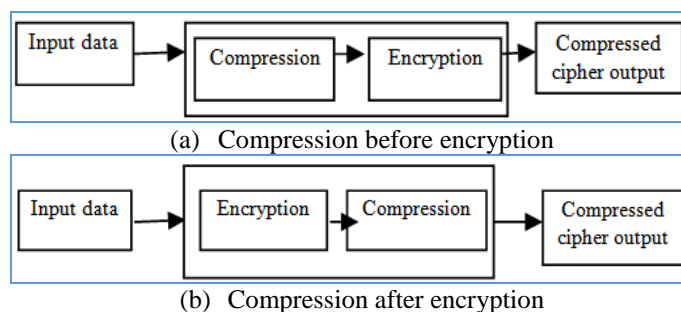 Input data
Compression
Encryption
Compressed
cipher output
(a) Compression before encryption
Input data
Encryption
Compression
Compressed
cipher output
(b) Compression after encryption